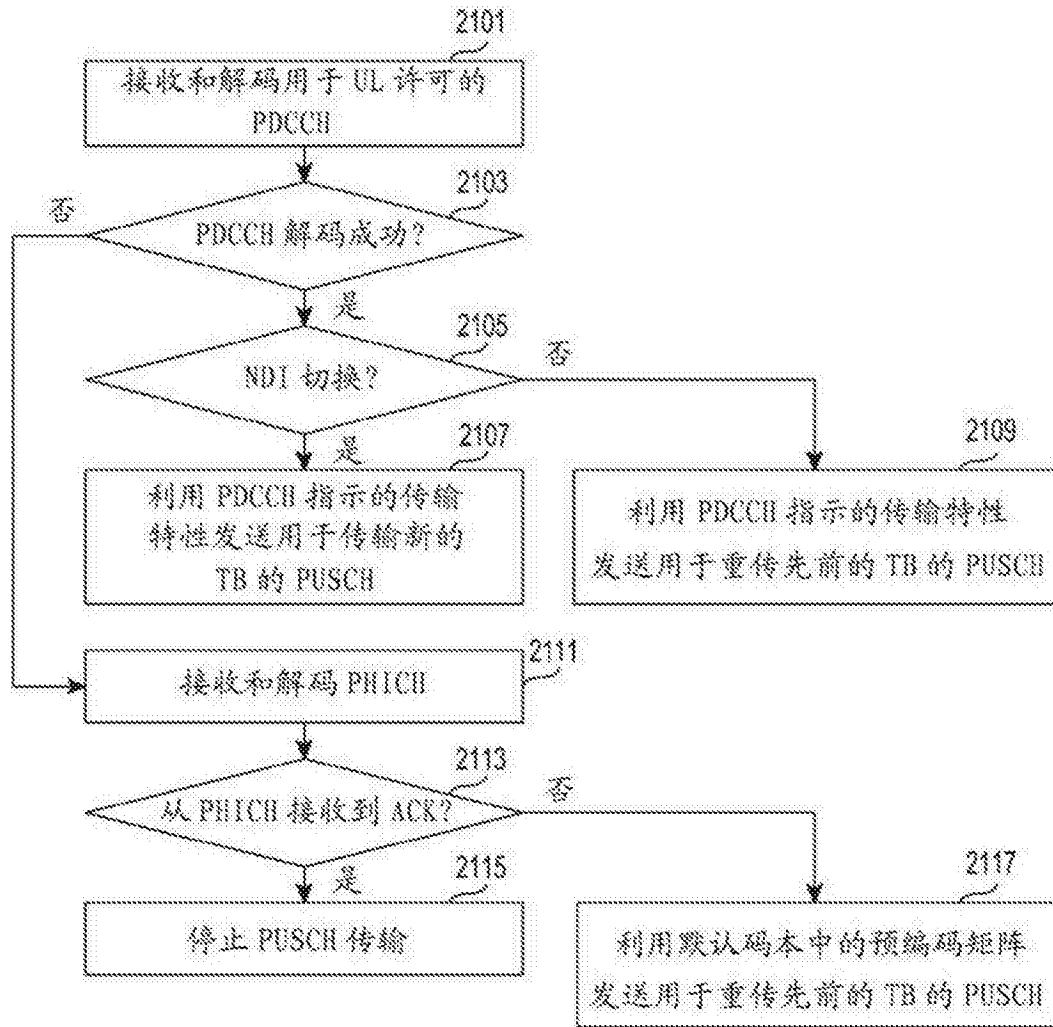 2101
接收和解码用于 UL 许可的
PDCCH
2103
否
PDCCH 解码成功?
是
2105
否
NDI 切换?
是
2107
2109
利用 PDCCH 指示的传输
特性发送用于传输新的
TB 的 PUSCH
利用 PDCCH 指示的传输特性
发送用于重传先前的 TB 的 PUSCH
2111
接收和解码 PHICH
2113
否
从 PHICH 接收到 ACK?
是
2115
2117
停止 PUSCH 传输
利用默认码本中的预编码矩阵
发送用于重传先前的 TB 的 PUSCH